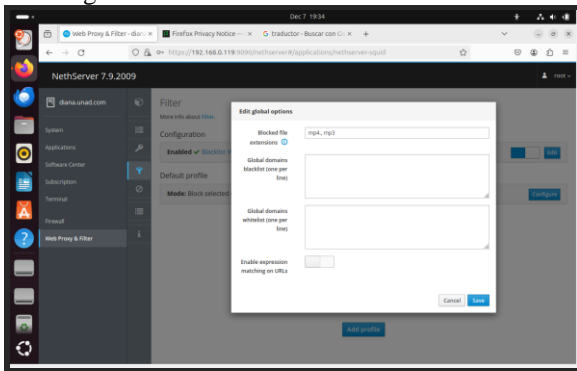 Dec 7 19:34
Web Proxy & Filter - dian
Firefox Privacy Notice —
traductor - Buscar con Go
https://192.168.0.119:9090/nethserver#/applications/nethserver-squid
NethServer 7.9.2009
root
diana.unad.com
System
Applications
Software Center
Subscription
Terminal
Firewall
Web Proxy & Filter
Filter
More info about Filter.
Configuration
Enabled
Edit
Default profile
Mode: Block selected
Configure
Add profile
Edit global options
Blocked file
extensions
mp4, mp3
Global domains
blacklist (one per
line)
Global domains
whitelist (one per
line)
Enable expression
matching on URLs
Cancel
Save